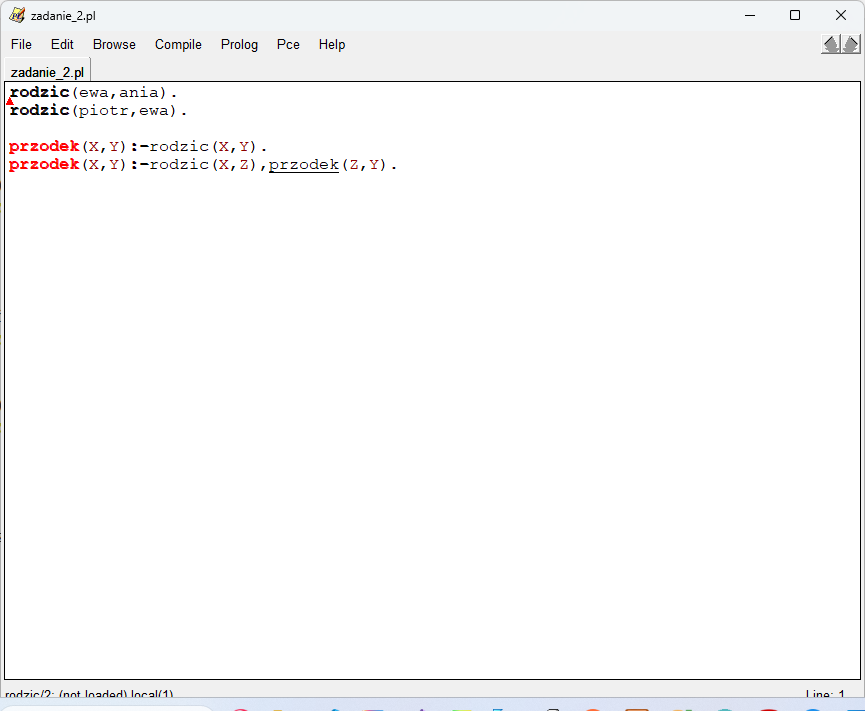 zadanie_2.pl
File Edit Browse Compile Prolog Pce Help
zadanie_2.pl
rodzic(ewa,ania).
rodzic(piotr,ewa).
przodek(X,Y):-rodzic(X,Y).
przodek(X,Y):-rodzic(X,Z),przodek(Z,Y).
rodzic/2: (not loaded) local(1) Line: 1